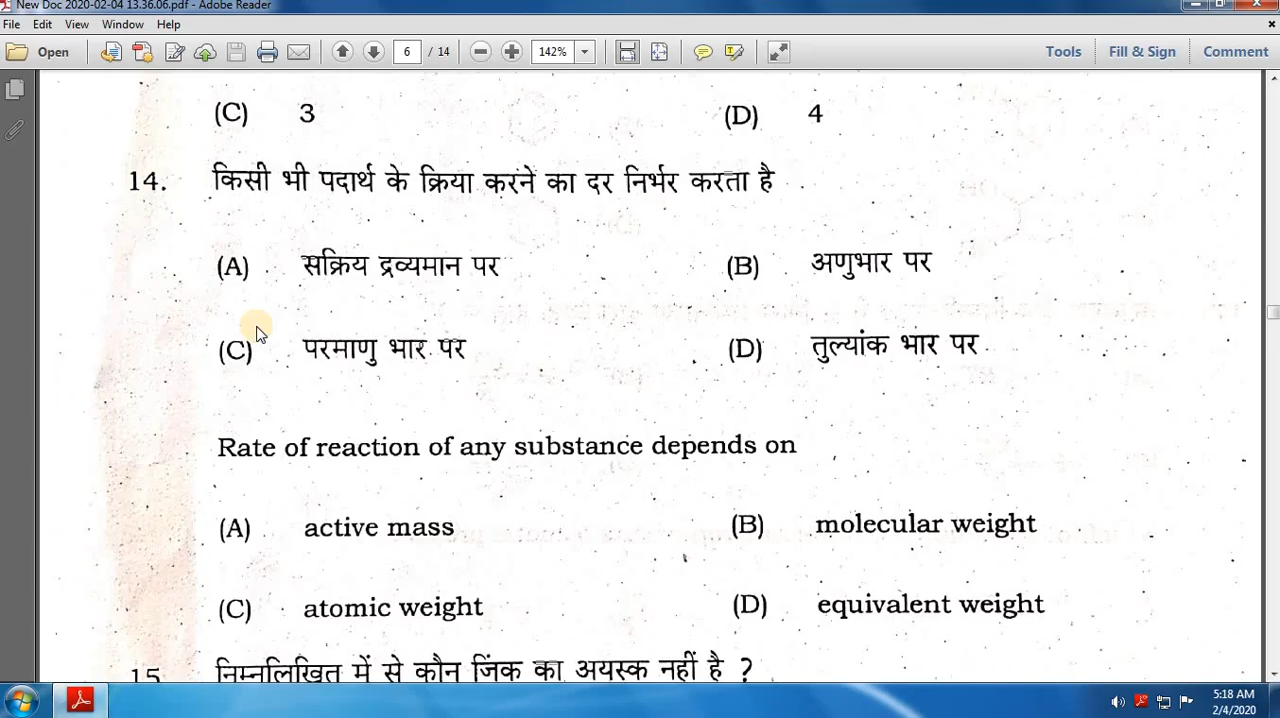 New Doc 2020-02-04 13.36.06.pdf - Adobe Reader
File Edit View Window Help
Open 6 / 14 142% Tools Fill & Sign Comment
(C) 3 (D) 4
14. किसी भी पदार्थ के क्रिया करने का दर निर्भर करता है
(A) सक्रिय द्रव्यमान पर (B) अणुभार पर
(C) परमाणु भार पर (D) तुल्यांक भार पर
Rate of reaction of any substance depends on
(A) active mass (B) molecular weight
(C) atomic weight (D) equivalent weight
15 निम्नलिखित में से कौन जिंक का अयस्क नहीं है ?
5:18 AM
2/4/2020